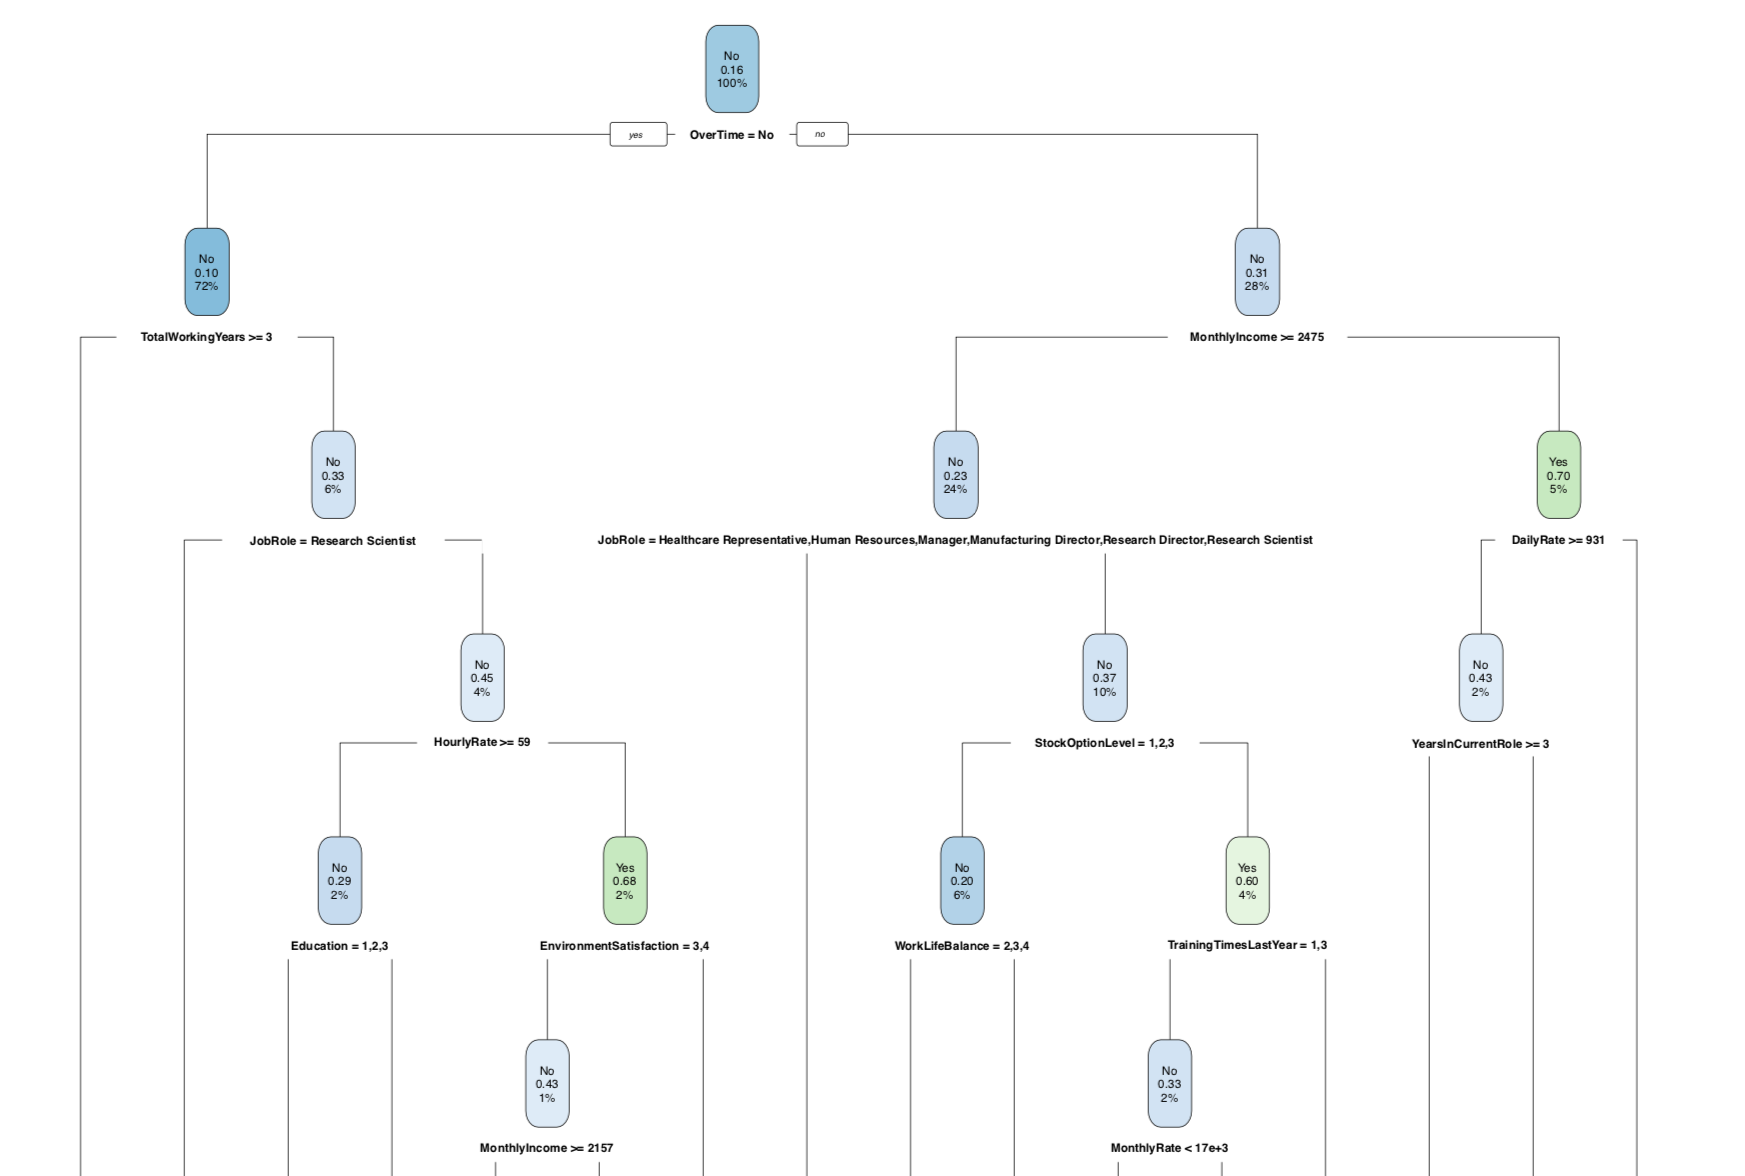 No
0.16
100%
yes
OverTime = No
no
No
0.10
72%
No
0.31
28%
TotalWorkingYears >= 3
MonthlyIncome >= 2475
No
0.33
6%
No
0.23
24%
Yes
0.70
5%
JobRole = Research Scientist
JobRole = Healthcare Representative,Human Resources,Manager,Manufacturing Director,Research Director,Research Scientist
DailyRate >= 931
No
0.45
4%
No
0.37
10%
No
0.43
2%
HourlyRate >= 59
StockOptionLevel = 1,2,3
YearsInCurrentRole >= 3
No
0.29
2%
Yes
0.68
2%
No
0.20
6%
Yes
0.60
4%
Education = 1,2,3
EnvironmentSatisfaction = 3,4
WorkLifeBalance = 2,3,4
TrainingTimesLastYear = 1,3
No
0.43
1%
No
0.33
2%
MonthlyIncome >= 2157
MonthlyRate < 17e+3